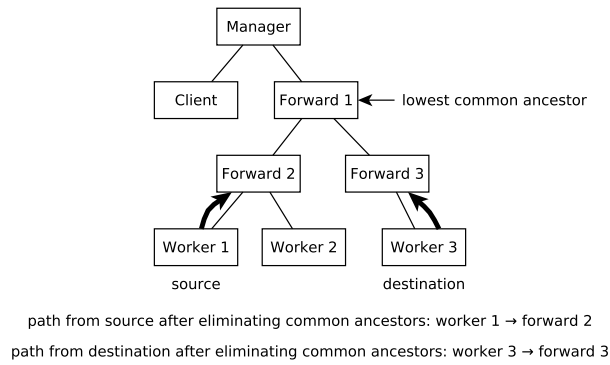 Manager
Client
Forward 1
lowest common ancestor
Forward 2
Forward 3
Worker 1
Worker 2
Worker 3
source
destination
path from source after eliminating common ancestors: worker 1 → forward 2
path from destination after eliminating common ancestors: worker 3 → forward 3